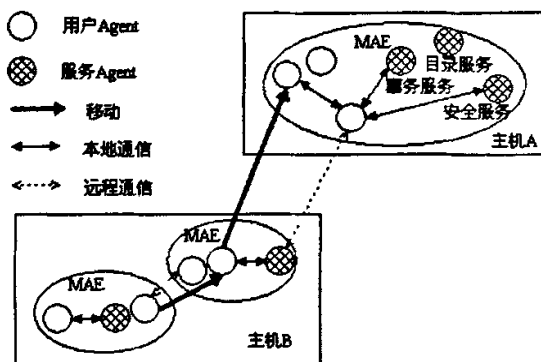 用户Agent
服务Agent
移动
本地通信
远程通信
MAE
目录服务
事务服务
安全服务
主机A
MAE
MAE
主机B